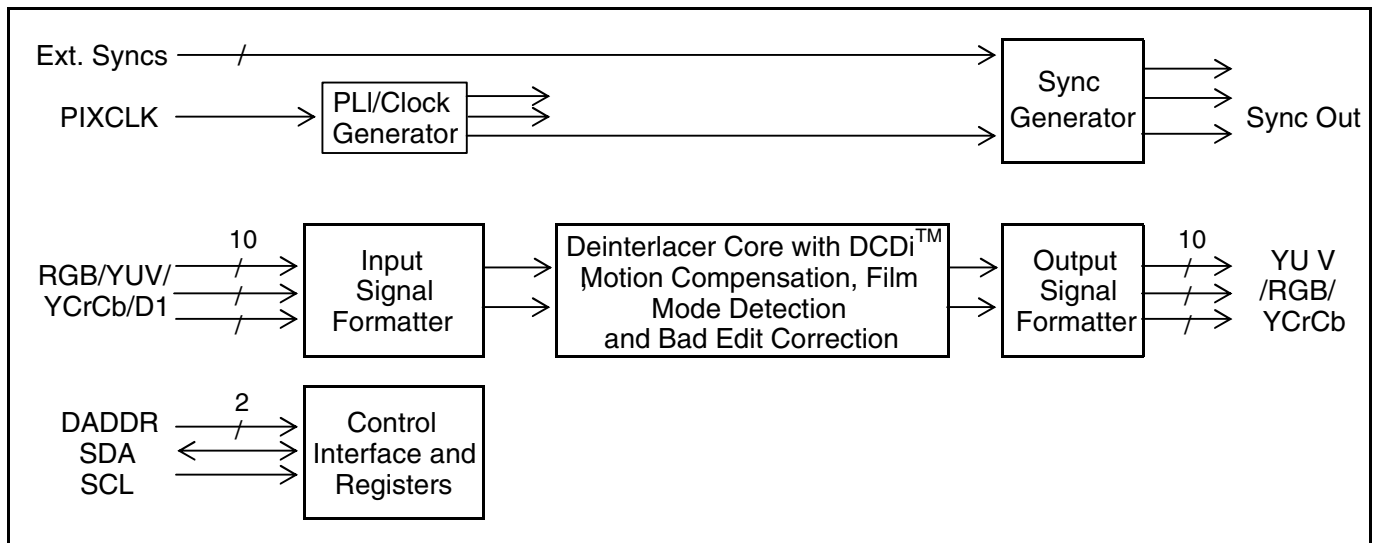 Ext. Syncs
PIXCLK
PLI/Clock
Generator
Sync
Generator
Sync Out
10
RGB/YUV/
YCrCb/D1
Input
Signal
Formatter
Deinterlacer Core with DCDi™
,Motion Compensation, Film
Mode Detection
and Bad Edit Correction
Output
Signal
Formatter
10
YU V
/RGB/
YCrCb
2
DADDR
SDA
SCL
Control
Interface and
Registers